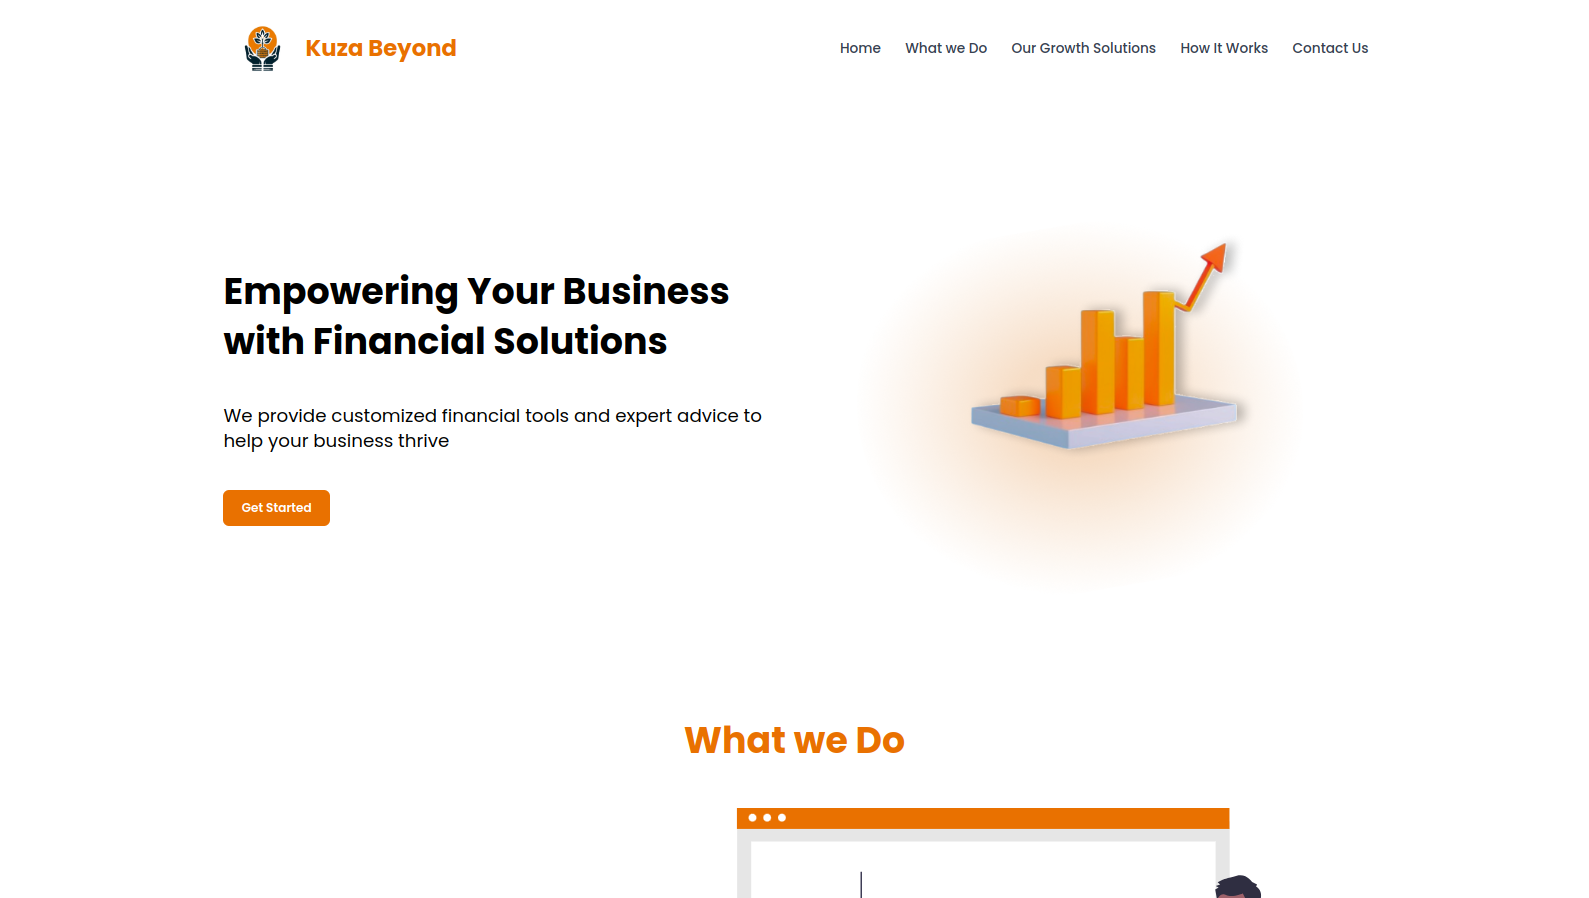 Kuza Beyond
Home
What we Do
Our Growth Solutions
How It Works
Contact Us
Empowering Your Business
with Financial Solutions
We provide customized financial tools and expert advice to
help your business thrive
Get Started
What we Do